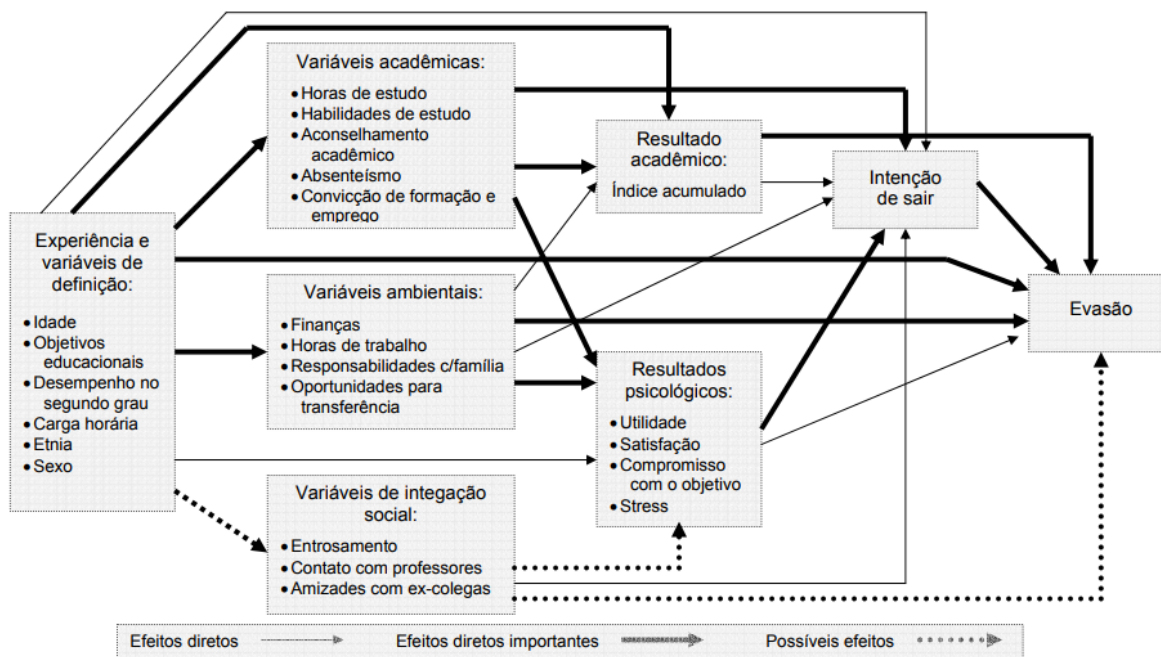 Experiência e
variáveis de
definição:
• Idade
• Objetivos
educacionais
• Desempenho no
segundo grau
• Carga horária
• Etnia
• Sexo
Variáveis acadêmicas:
• Horas de estudo
• Habilidades de estudo
• Aconselhamento
acadêmico
• Absenteísmo
• Convicção de formação e
emprego
Variáveis ambientais:
• Finanças
• Horas de trabalho
• Responsabilidades c/família
• Oportunidades para
transferência
Variáveis de integação
social:
• Entrosamento
• Contato com professores
• Amizades com ex-colegas
Resultado
acadêmico:
Índice acumulado
Resultados
psicológicos:
• Utilidade
• Satisfação
• Compromisso
com o objetivo
• Stress
Intenção
de sair
Evasão
Efeitos diretos
Efeitos diretos importantes
Possíveis efeitos